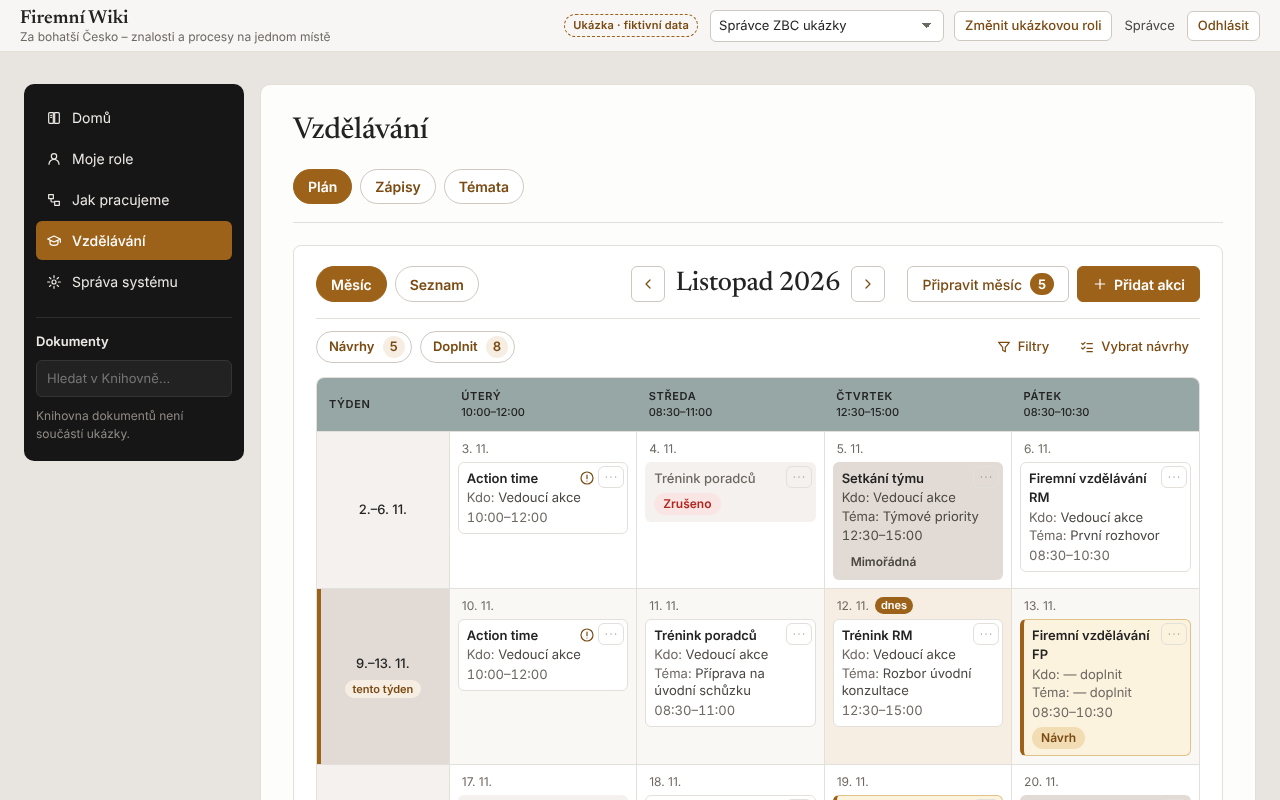 Firemní Wiki
Za bohatší Česko – znalosti a procesy na jednom místě
Ukázka · fiktivní data
Správce ZBC ukázky
Změnit ukázkovou roli
Správce
Odhlásit
Domů
Moje role
Jak pracujeme
Vzdělávání
Správa systému
Dokumenty
Hledat v Knihovně...
Knihovna dokumentů není
součástí ukázky.
Vzdělávání
Plán
Zápisy
Témata
Měsíc
Seznam
Listopad 2026
Připravit měsíc 5
Přidat akci
Návrhy 5
Doplnit 8
Filtry
Vybrat návrhy
TÝDEN
ÚTERÝ
10:00–12:00
STŘEDA
08:30–11:00
ČTVRTEK
12:30–15:00
PÁTEK
08:30–10:30
2.–6. 11.
3. 11.
Action time
Kdo: Vedoucí akce
10:00–12:00
4. 11.
Trénink poradců
Zrušeno
5. 11.
Setkání týmu
Kdo: Vedoucí akce
Téma: Týmové priority
12:30–15:00
Mimořádná
6. 11.
Firemní vzdělávání
RM
Kdo: Vedoucí akce
Téma: První rozhovor
08:30–10:30
9.–13. 11.
tento týden
10. 11.
Action time
Kdo: Vedoucí akce
10:00–12:00
11. 11.
Trénink poradců
Kdo: Vedoucí akce
Téma: Příprava na
úvodní schůzku
08:30–11:00
12. 11. dnes
Trénink RM
Kdo: Vedoucí akce
Téma: Rozbor úvodní
konzultace
12:30–15:00
13. 11.
Firemní vzdělávání
FP
Kdo: — doplnit
Téma: — doplnit
08:30–10:30
Návrh
17. 11.
18. 11.
19. 11.
20. 11.